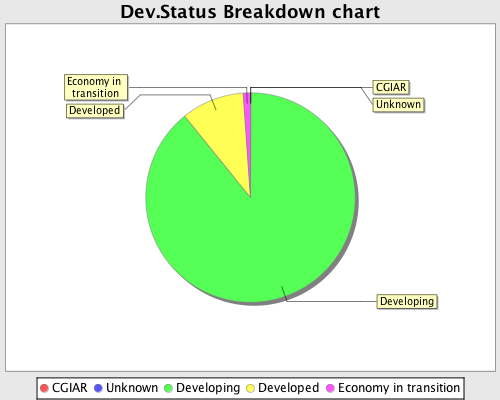 Dev.Status Breakdown chart
Economy in
transition
CGIAR
Developed
Unknown
Developing
CGIAR Unknown Developing Developed Economy in transition